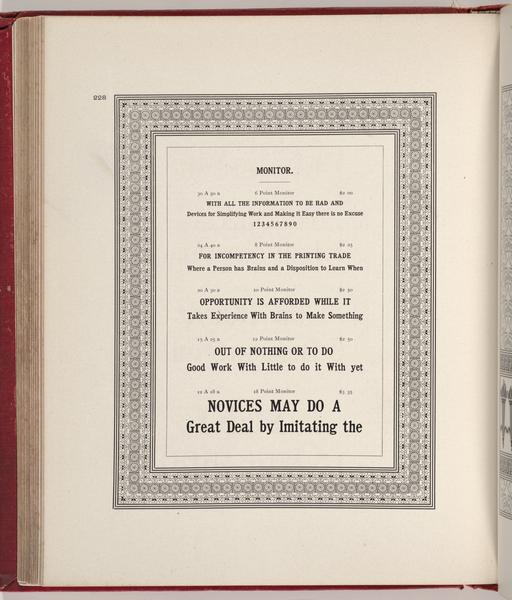 228
MONITOR.
30 A 50 a 6 Point Monitor $2 00
WITH ALL THE INFORMATION TO BE HAD AND
Devices for Simplifying Work and Making it Easy there is no Excuse
1234567890
24 A 40 a 8 Point Monitor $2 25
FOR INCOMPETENCY IN THE PRINTING TRADE
Where a Person has Brains and a Disposition to Learn When
20 A 30 a 10 Point Monitor $2 50
OPPORTUNITY IS AFFORDED WHILE IT
Takes Experience With Brains to Make Something
15 A 25 a 12 Point Monitor $2 50
OUT OF NOTHING OR TO DO
Good Work With Little to do it With yet
12 A 18 a 18 Point Monitor $3 25
NOVICES MAY DO A
Great Deal by Imitating the